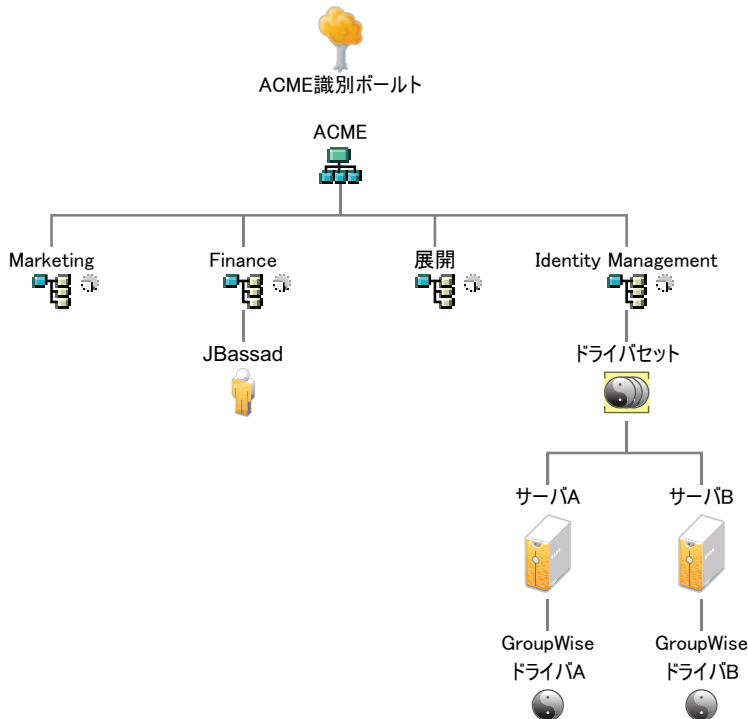 ACME識別ボールト
ACME
Marketing
Finance
展開
Identity Management
JBassad
ドライバセット
サーバA
サーバB
GroupWise
ドライバA
GroupWise
ドライバB